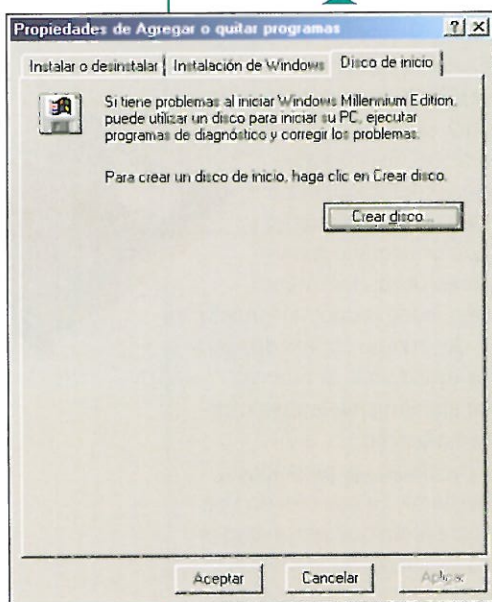 Propiedades de Agregar o quitar programas
Instalar o desinstalar Instalación de Windows Disco de inicio
Si tiene problemas al iniciar Windows Millennium Edition,
puede utilizar un disco para iniciar su PC, ejecutar
programas de diagnóstico y corregir los problemas.
Para crear un disco de inicio, haga clic en Crear disco.
Crear disco...
Aceptar Cancelar Aplicar